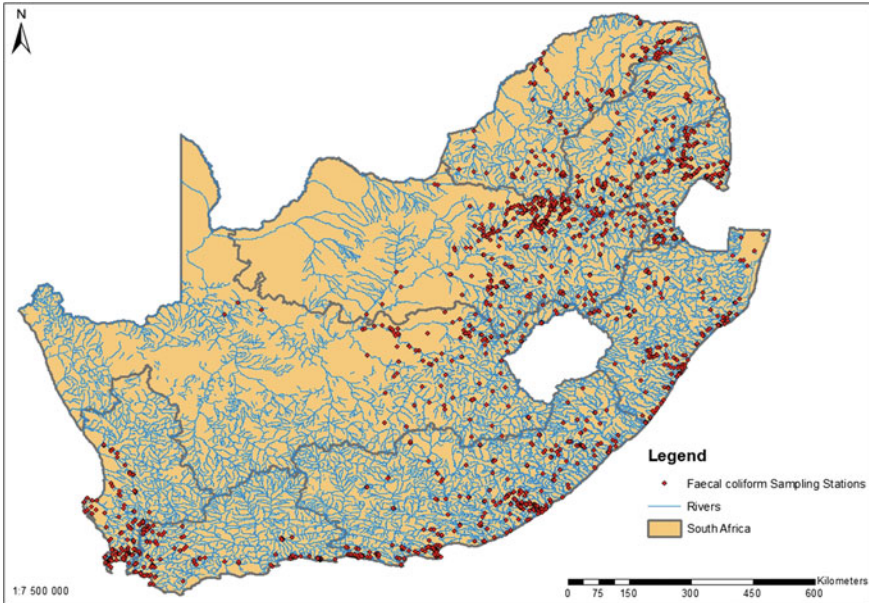 N
Legend
Faecal coliform Sampling Stations
Rivers
South Africa
1:7 500 000
Kilometers
0 75 150 300 450 600